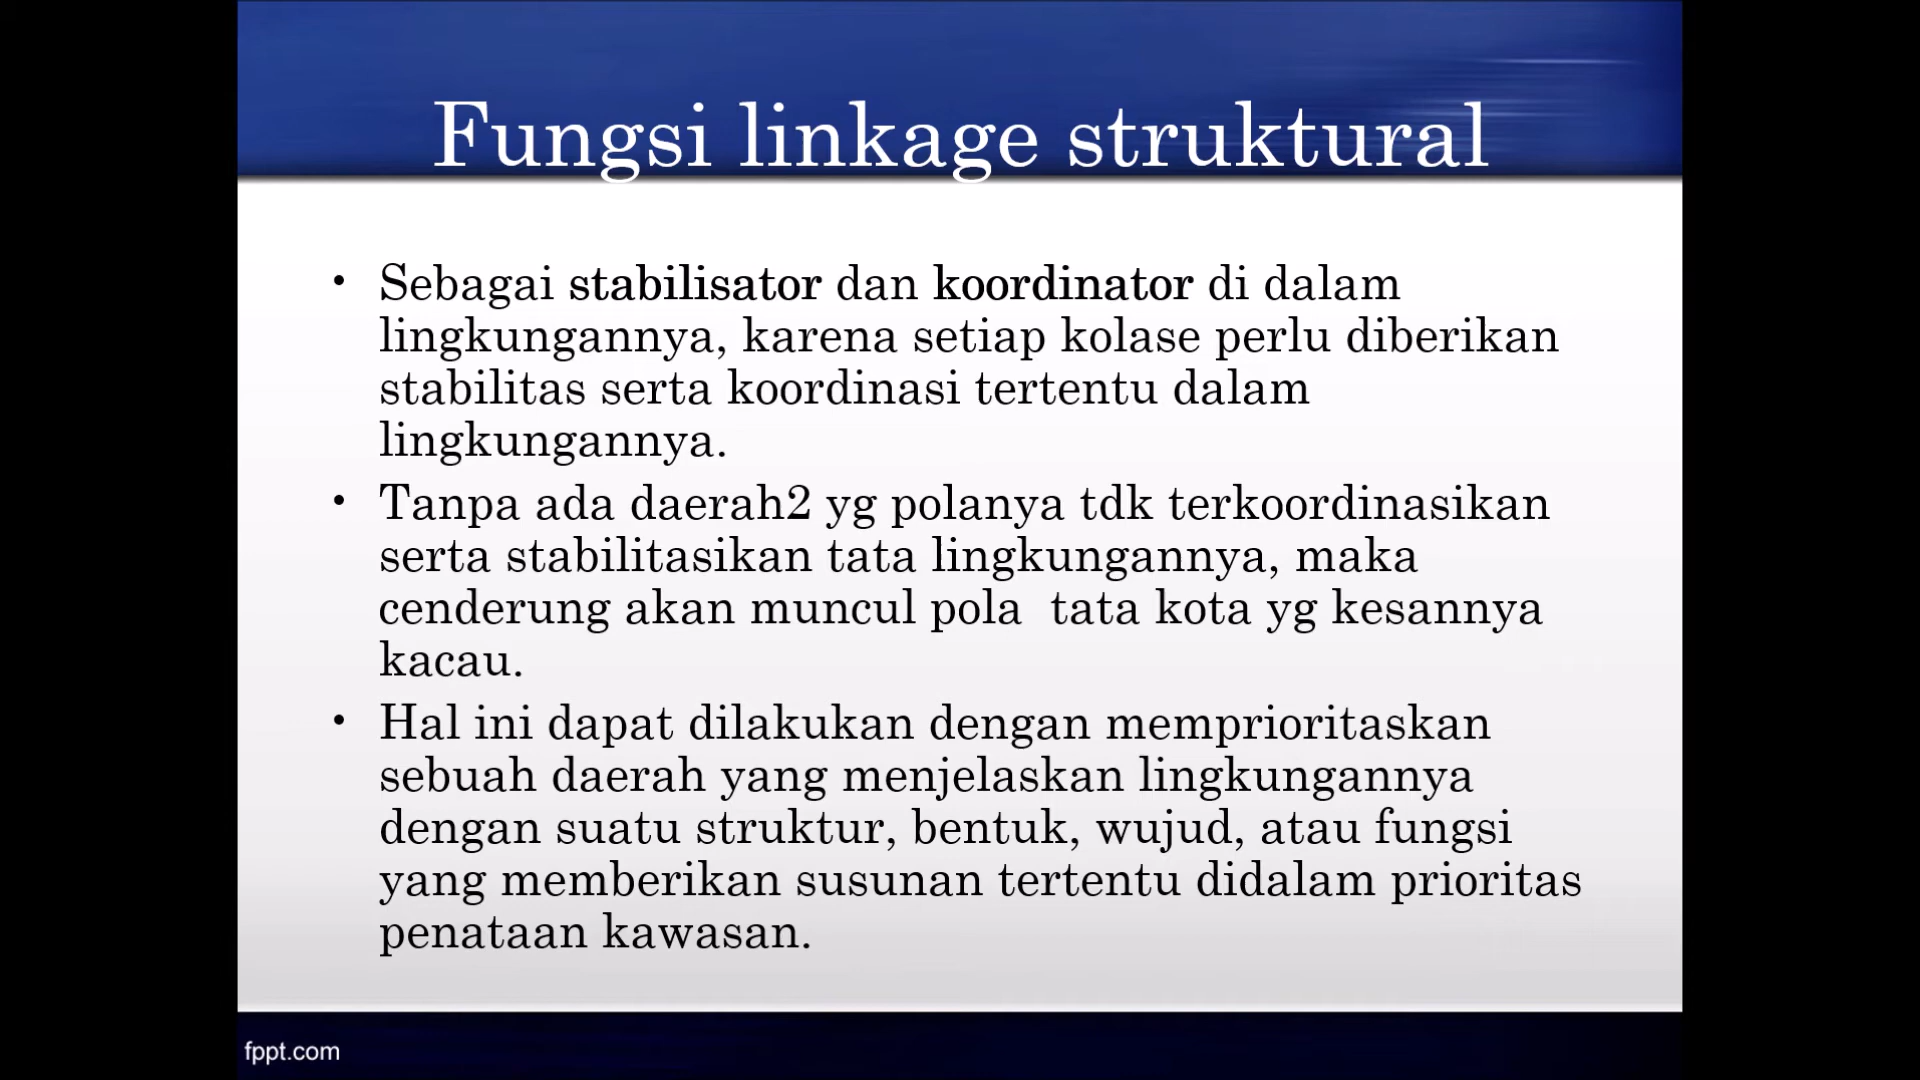 Fungsi linkage struktural
• Sebagai stabilisator dan koordinator di dalam
lingkungannya, karena setiap kolase perlu diberikan
stabilitas serta koordinasi tertentu dalam
lingkungannya.
• Tanpa ada daerah2 yg polanya tdk terkoordinasikan
serta stabilitasikan tata lingkungannya, maka
cenderung akan muncul pola  tata kota yg kesannya
kacau.
• Hal ini dapat dilakukan dengan memprioritaskan
sebuah daerah yang menjelaskan lingkungannya
dengan suatu struktur, bentuk, wujud, atau fungsi
yang memberikan susunan tertentu didalam prioritas
penataan kawasan.
fppt.com